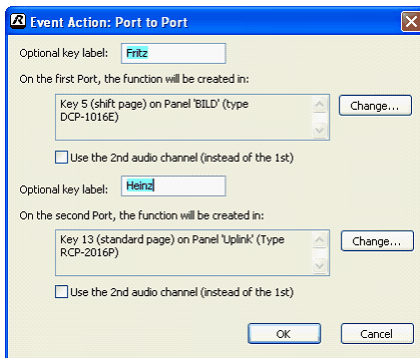 Event Action: Port to Port
Optional key label: Fritz
On the first Port, the function will be created in:
Key 5 (shift page) on Panel 'BILD' (type
DCP-1016E)
Change...
Use the 2nd audio channel (instead of the 1st)
Optional key label: Heinz
On the second Port, the function will be created in:
Key 13 (standard page) on Panel 'Uplink' (Type
RCP-2016P)
Change...
Use the 2nd audio channel (instead of the 1st)
OK Cancel